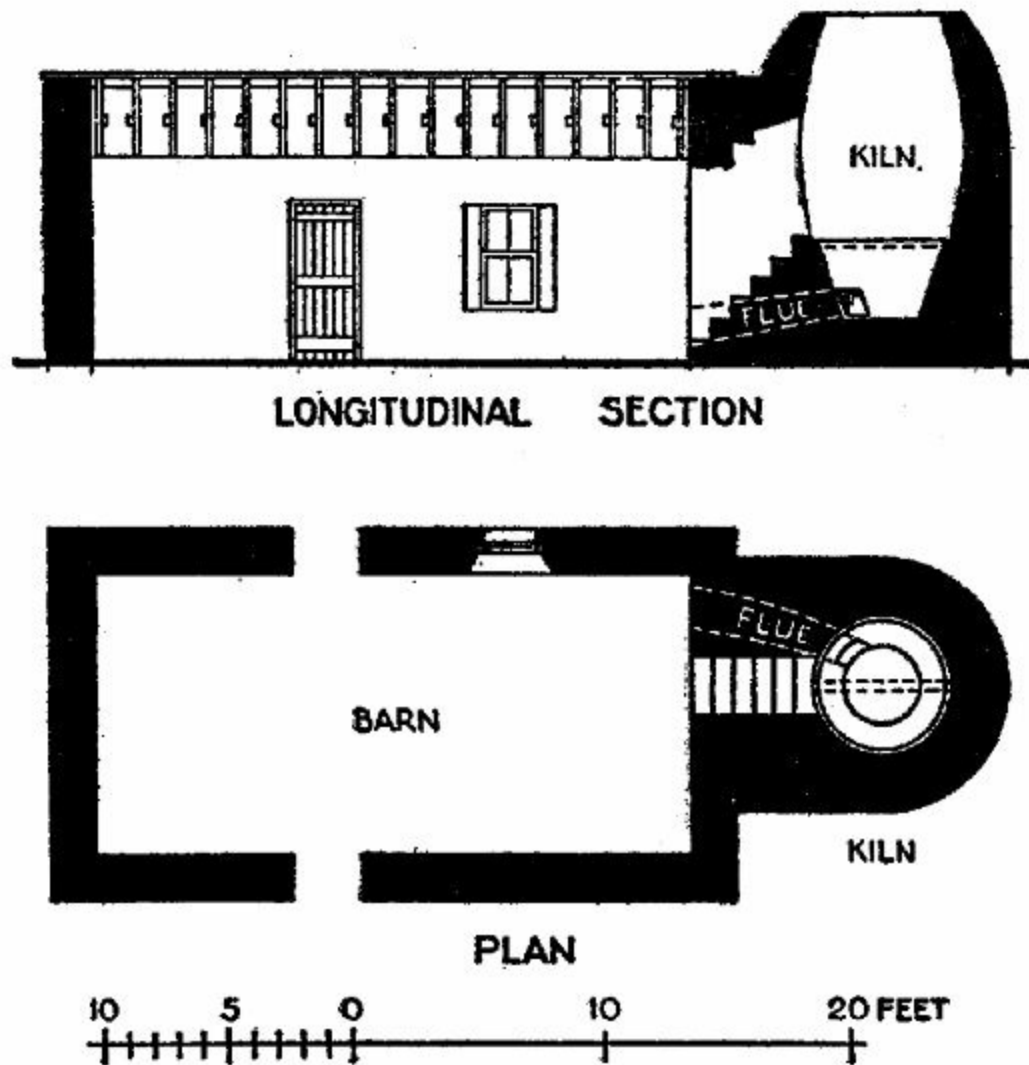 KILN.
FLUE
LONGITUDINAL SECTION
FLUE
BARN
KILN
PLAN
10 5 0 10 20 FEET